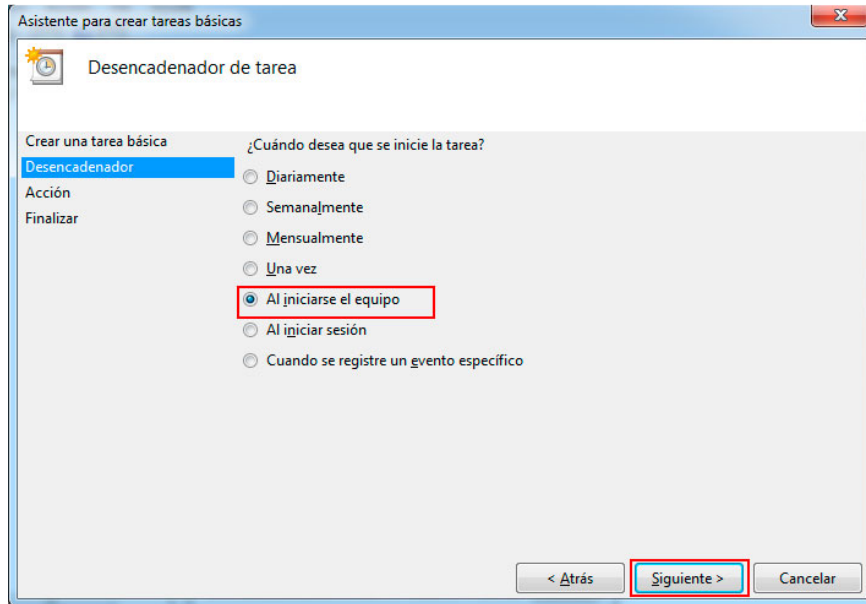 Asistente para crear tareas básicas
Desencadenador de tarea
Crear una tarea básica
Desencadenador
Acción
Finalizar
¿Cuándo desea que se inicie la tarea?
Diariamente
Semanalmente
Mensualmente
Una vez
Al iniciarse el equipo
Al iniciar sesión
Cuando se registre un evento específico
< Atrás
Siguiente >
Cancelar